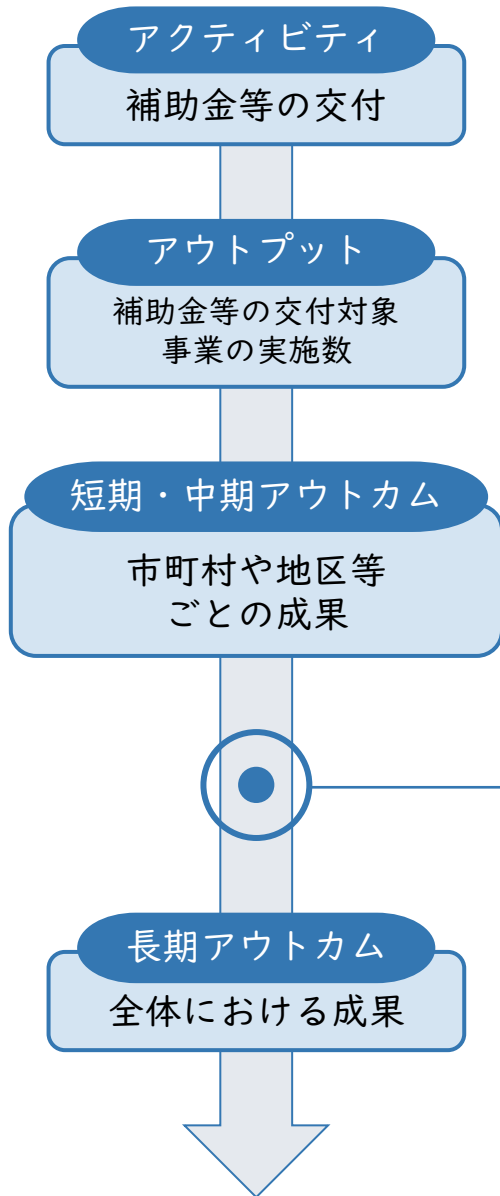 アクティビティ
補助金等の交付
アウトプット
補助金等の交付対象
事業の実施数
短期・中期アウトカム
市町村や地区等
ごとの成果
長期アウトカム
全体における成果